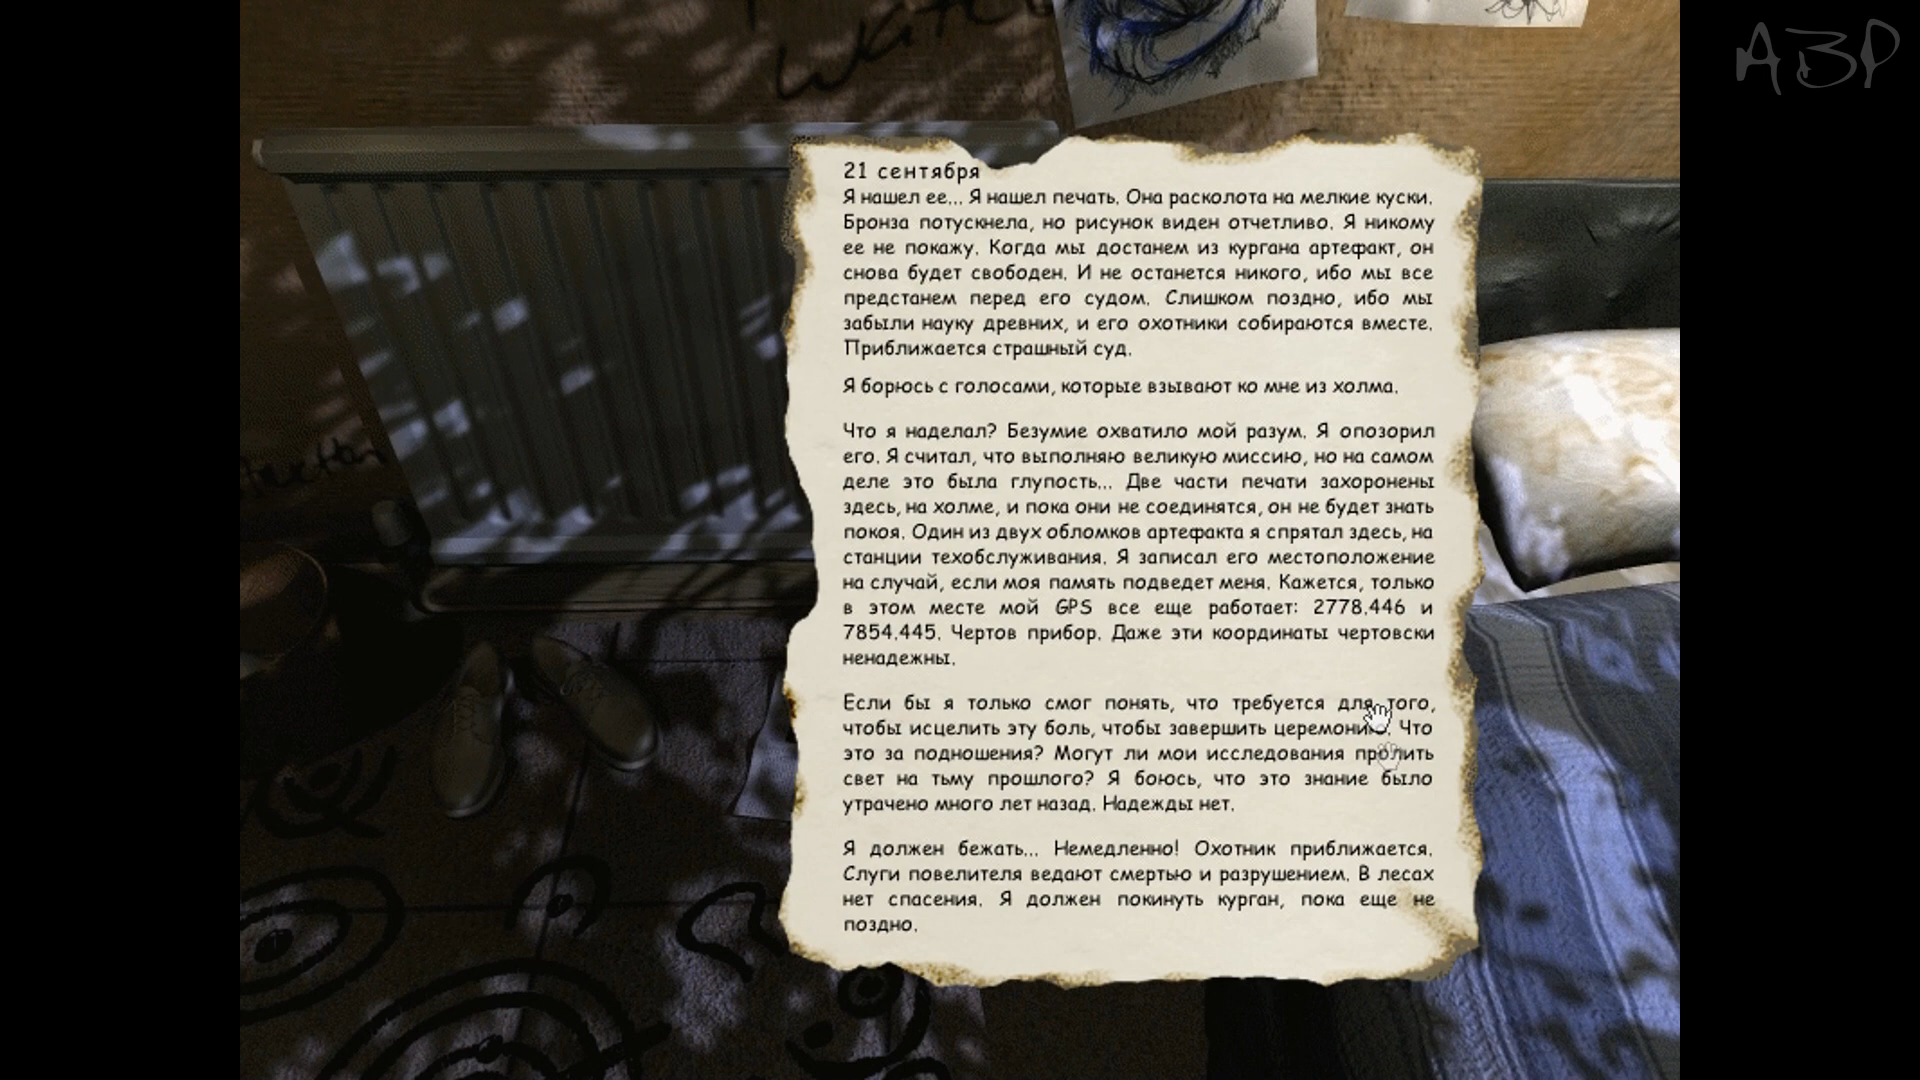 ABP
21 сентября
Я нашел ее... Я нашел печать. Она расколота на мелкие куски.
Бронза потускнела, но рисунок виден отчетливо. Я никому
ее не покажу. Когда мы достанем из кургана артефакт, он
снова будет свободен. И не останется никого, ибо мы все
предстанем перед его судом. Слишком поздно, ибо мы
забыли науку древних, и его охотники собираются вместе.
Приближается страшный суд.
Я борюсь с голосами, которые взывают ко мне из холма.
Что я наделал? Безумие охватило мой разум. Я опозорил
его. Я считал, что выполняю великую миссию, но на самом
деле это была глупость... Две части печати захоронены
здесь, на холме, и пока они не соединятся, он не будет знать
покоя. Один из двух обломков артефакта я спрятал здесь, на
станции техобслуживания. Я записал его местоположение
на случай, если моя память подведет меня. Кажется, только
в этом месте мой GPS все еще работает: 2778.446 и
7854.445. Чертов прибор. Даже эти координаты чертовски
ненадежны.
Если бы я только смог понять, что требуется для того,
чтобы исцелить эту боль, чтобы завершить церемонию. Что
это за подношения? Могут ли мои исследования пролить
свет на тьму прошлого? Я боюсь, что это знание было
утрачено много лет назад. Надежды нет.
Я должен бежать... Немедленно! Охотник приближается.
Слуги повелителя ведают смертью и разрушением. В лесах
нет спасения. Я должен покинуть курган, пока еще не
поздно.